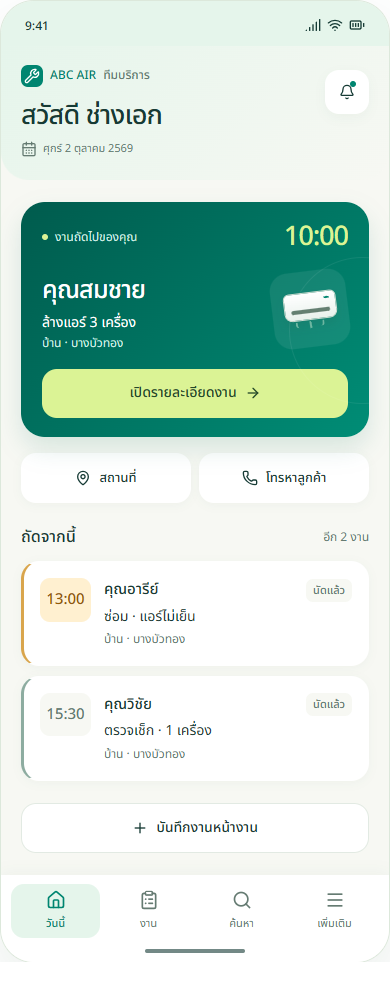 9:41
ABC AIR ทีมบริการ
สวัสดี ช่างเอก
ศุกร์ 2 ตุลาคม 2569
งานถัดไปของคุณ
10:00
คุณสมชาย
ล้างแอร์ 3 เครื่อง
บ้าน · บางบัวทอง
เปิดรายละเอียดงาน →
สถานที่
โทรหาลูกค้า
ถัดจากนี้
อีก 2 งาน
13:00
คุณอารีย์
นัดแล้ว
ซ่อม · แอร์ไม่เย็น
บ้าน · บางบัวทอง
15:30
คุณวิชัย
นัดแล้ว
ตรวจเช็ก · 1 เครื่อง
บ้าน · บางบัวทอง
+ บันทึกงานหน้างาน
วันนี้
งาน
ค้นหา
เพิ่มเติม